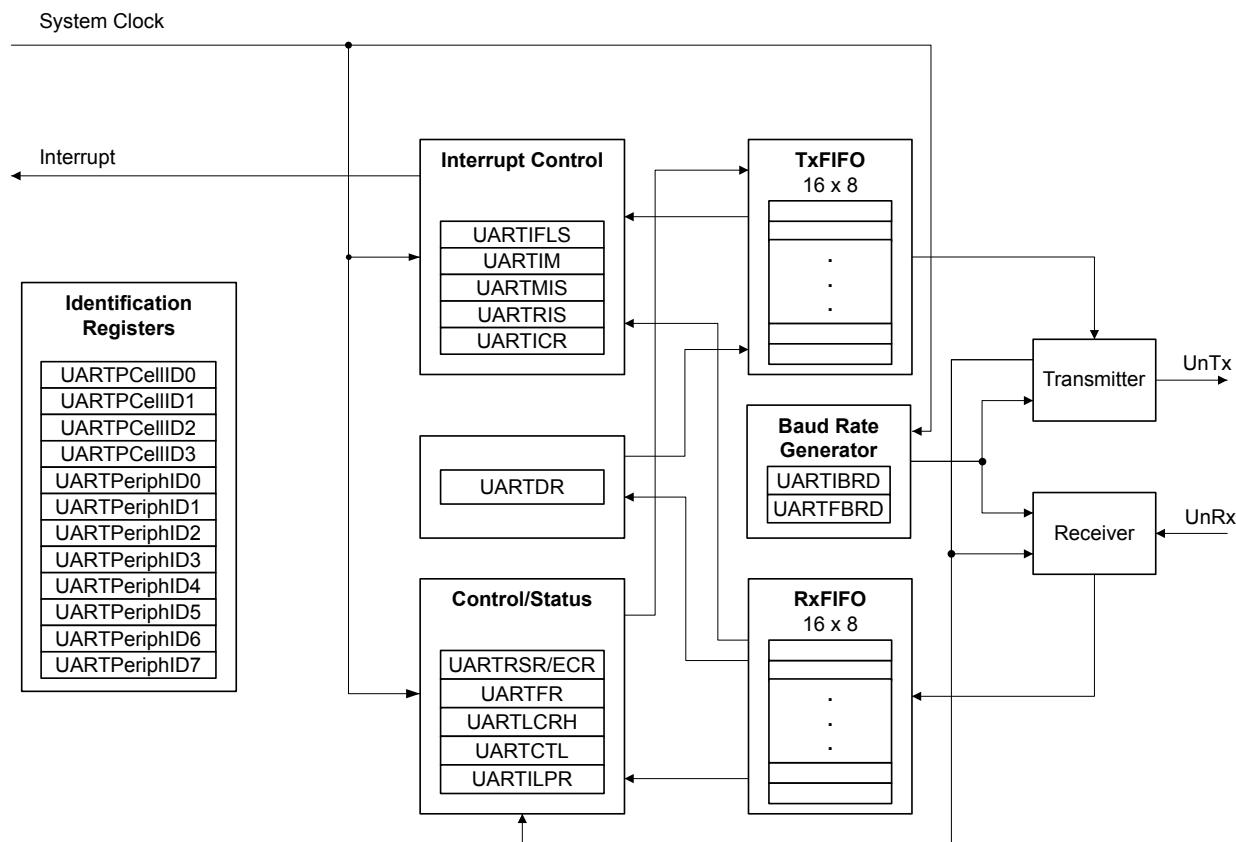 System Clock
Interrupt
Identification
Registers
UARTPCellID0
UARTPCellID1
UARTPCellID2
UARTPCellID3
UARTPeriphID0
UARTPeriphID1
UARTPeriphID2
UARTPeriphID3
UARTPeriphID4
UARTPeriphID5
UARTPeriphID6
UARTPeriphID7
Interrupt Control
UARTIFLS
UARTIM
UARTMIS
UARTRIS
UARTICR
UARTDR
Control/Status
UARTRSR/ECR
UARTFR
UARTLCRH
UARTCTL
UARTILPR
TxFIFO
16 x 8
.
.
.
Baud Rate
Generator
UARTIBRD
UARTFBRD
RxFIFO
16 x 8
.
.
.
Transmitter
UnTx
Receiver
UnRx